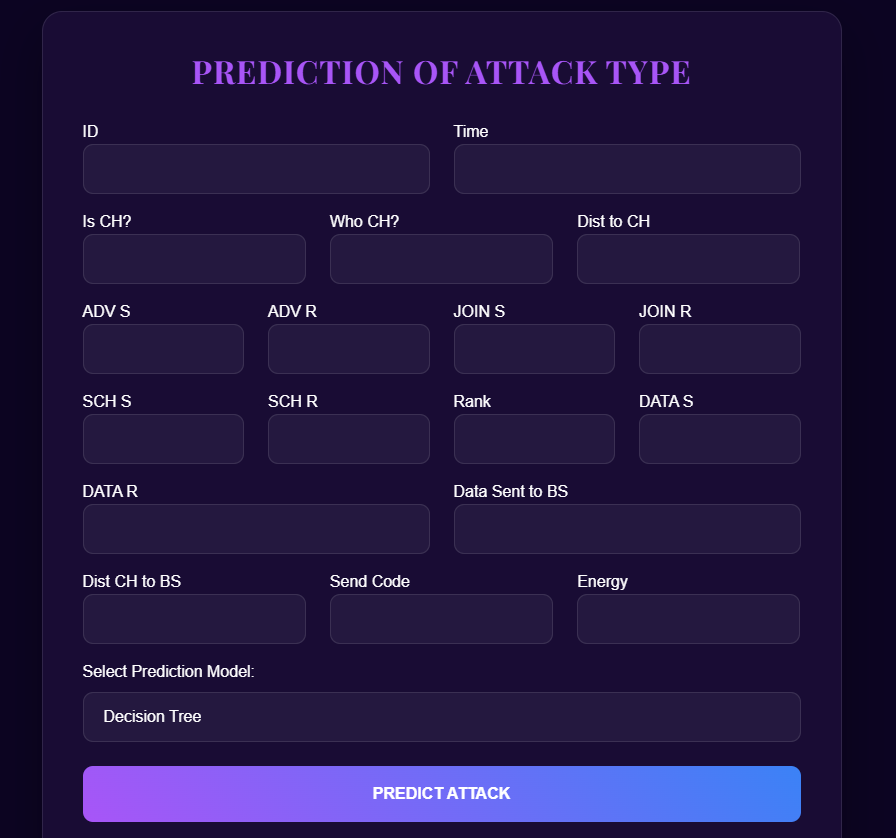 PREDICTION OF ATTACK TYPE
ID Time
Is CH? Who CH? Dist to CH
ADV S ADV R JOIN S JOIN R
SCH S SCH R Rank DATA S
DATA R Data Sent to BS
Dist CH to BS Send Code Energy
Select Prediction Model:
Decision Tree
PREDICT ATTACK